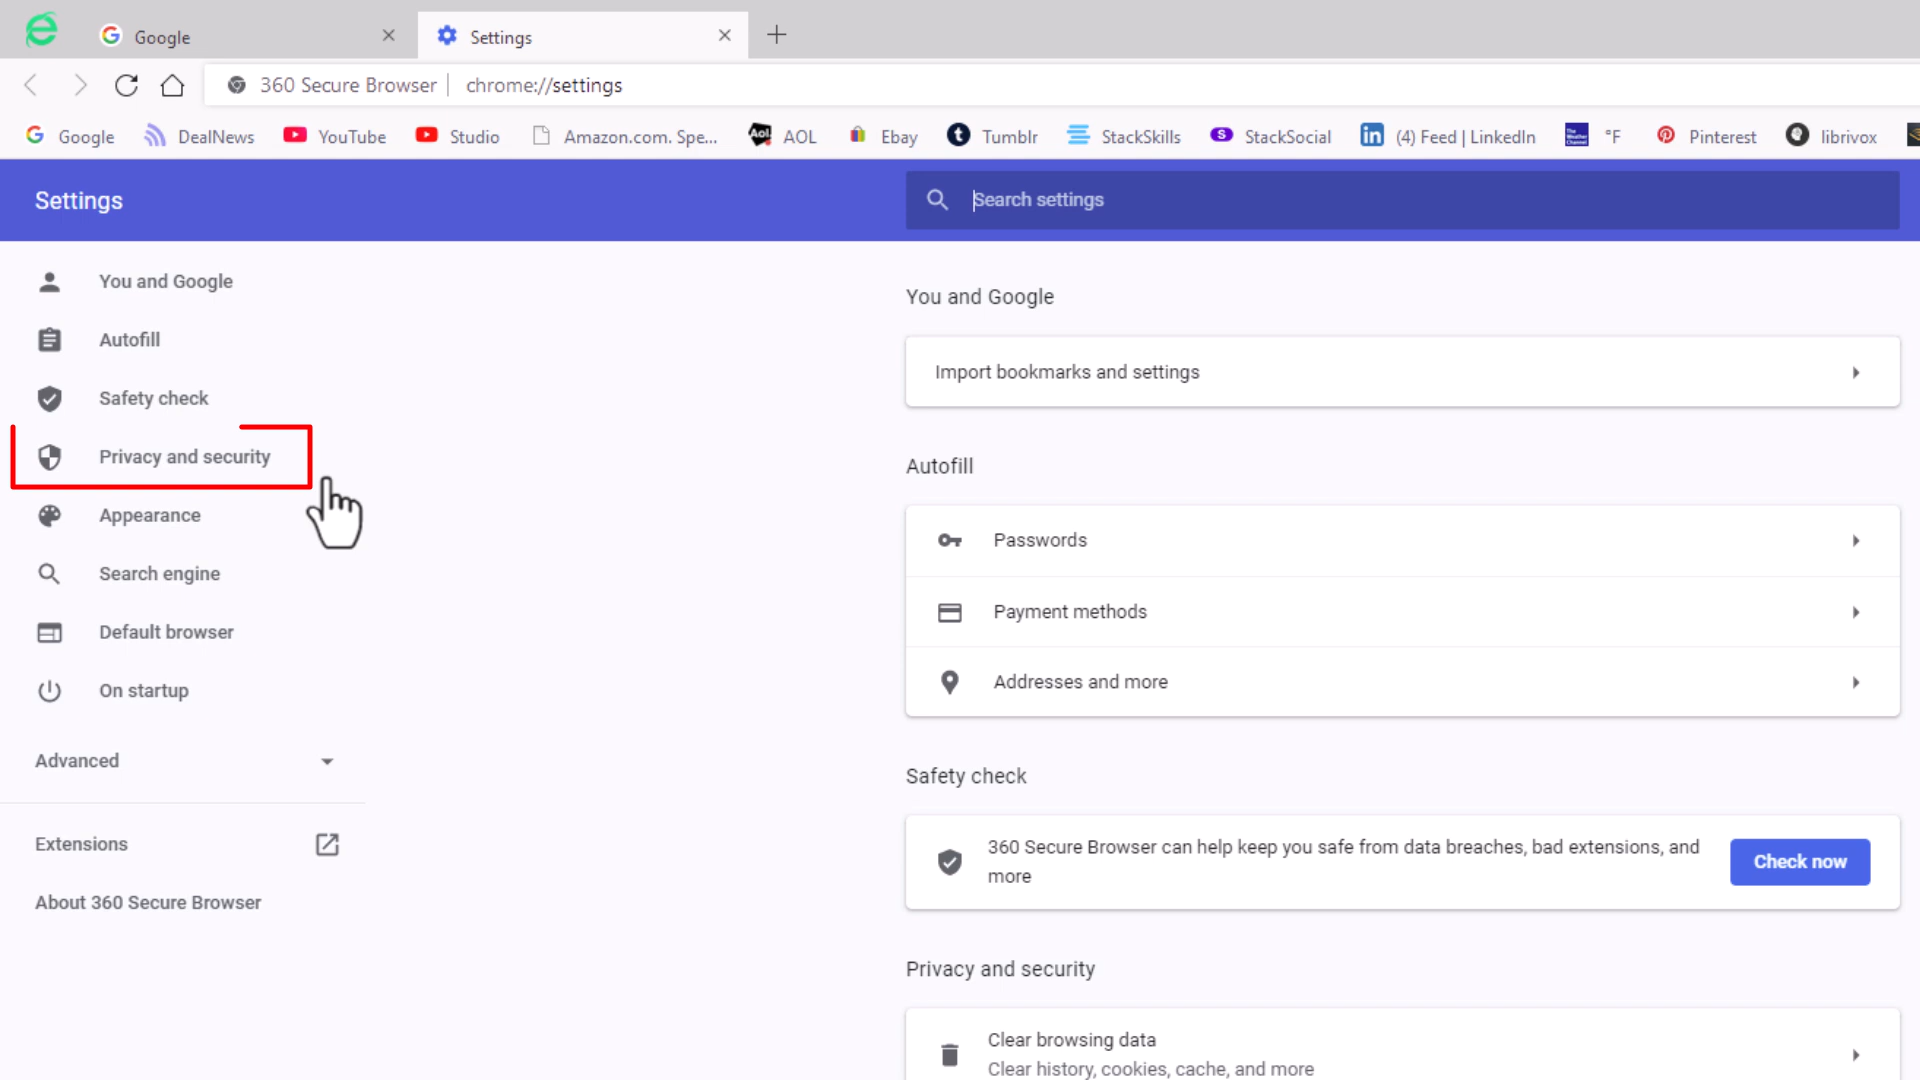 Google
Settings
360 Secure Browser
chrome://settings
Google
DealNews
YouTube
Studio
Amazon.com. Spe...
Aol.
AOL
Ebay
t
Tumblr
StackSkills
S
StackSocial
in
(4) Feed | LinkedIn
°F
Pinterest
librivox
Settings
Search settings
You and Google
Autofill
Safety check
Privacy and security
Appearance
Search engine
Default browser
On startup
Advanced
Extensions
About 360 Secure Browser
You and Google
Import bookmarks and settings
Autofill
Passwords
Payment methods
Addresses and more
Safety check
360 Secure Browser can help keep you safe from data breaches, bad extensions, and
more
Check now
Privacy and security
Clear browsing data
Clear history, cookies, cache, and more